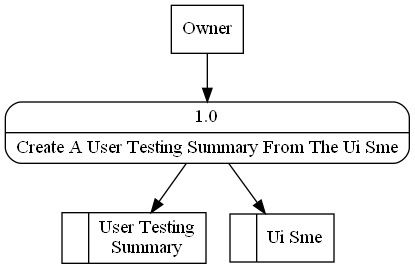 Owner
1.0
Create A User Testing Summary From The Ui Sme
User Testing
Summary
Ui Sme